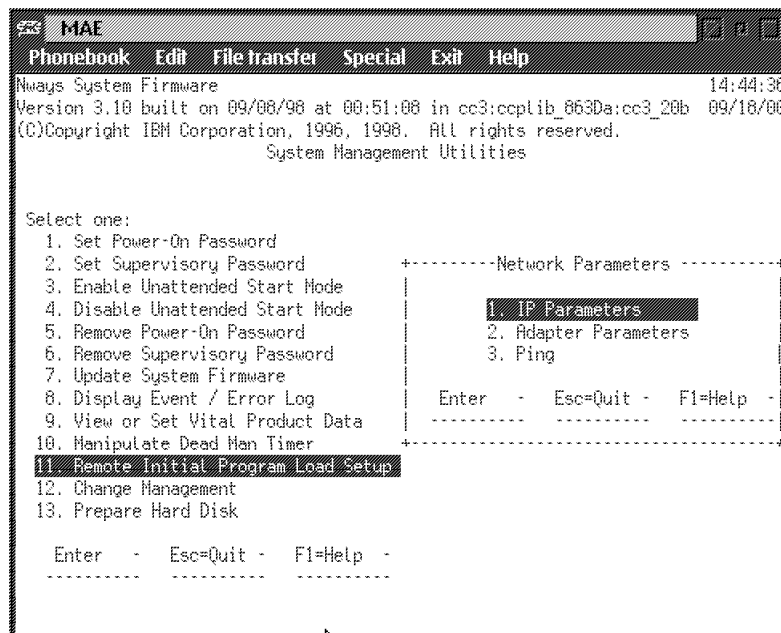 MAE
Phonebook Edit File transfer Special Exit Help
Nways System Firmware 14:44:36
Version 3.10 built on 09/08/98 at 00:51:08 in cc3:ccplib_863Da:cc3_20b 09/18/00
(C)Copyright IBM Corporation, 1996, 1998. All rights reserved.
System Management Utilities
Select one:
1. Set Power-On Password
2. Set Supervisory Password
3. Enable Unattended Start Mode
4. Disable Unattended Start Mode
5. Remove Power-On Password
6. Remove Supervisory Password
7. Update System Firmware
8. Display Event / Error Log
9. View or Set Vital Product Data
10. Manipulate Dead Man Timer
11. Remote Initial Program Load Setup
12. Change Management
13. Prepare Hard Disk
Enter - Esc=Quit - F1=Help -
Network Parameters
1. IP Parameters
2. Adapter Parameters
3. Ping
Enter - Esc=Quit - F1=Help -